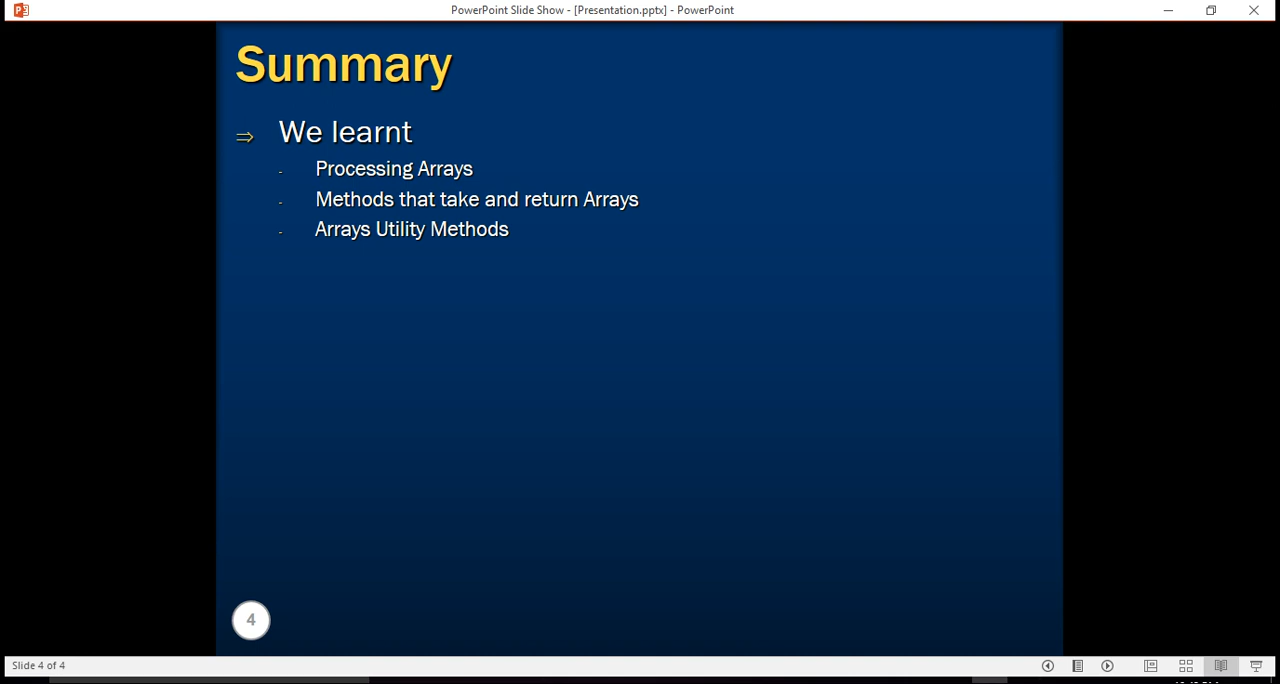 PowerPoint Slide Show - [Presentation.pptx] - PowerPoint
Summary
⇒ We learnt
- Processing Arrays
- Methods that take and return Arrays
- Arrays Utility Methods
4
Slide 4 of 4